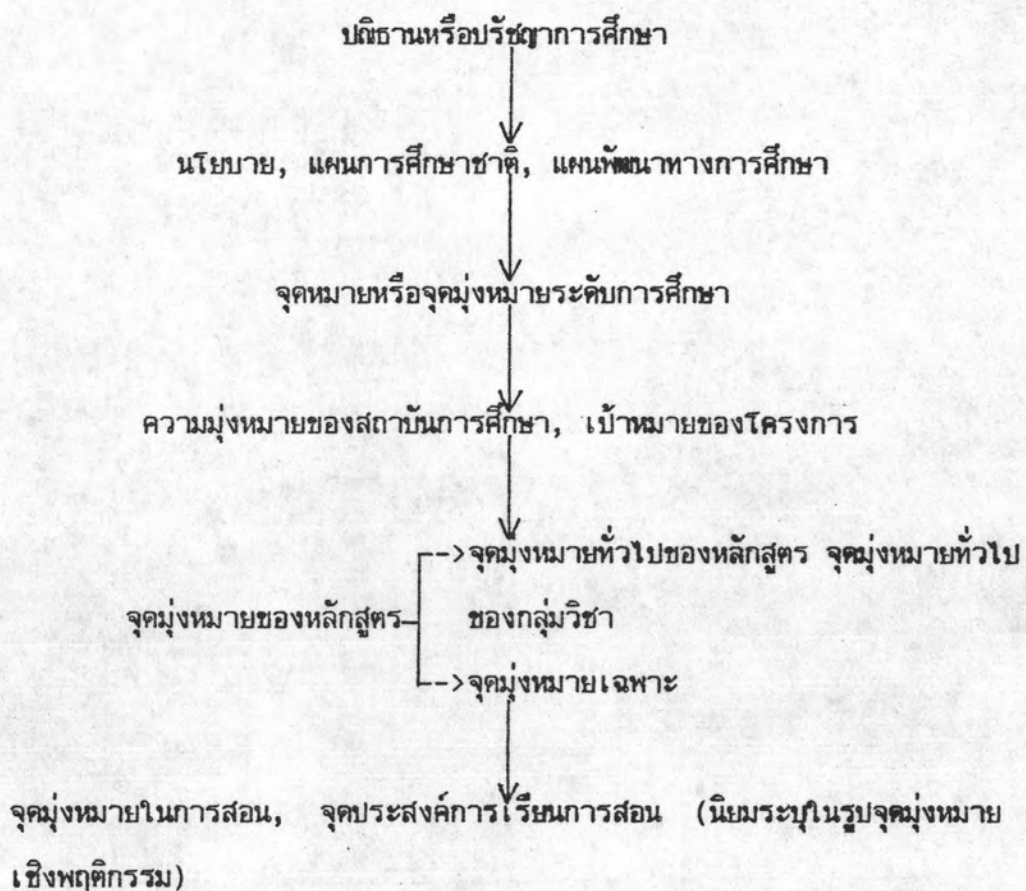 ปณิธานหรือปรัชญาการศึกษา
นโยบาย, แผนการศึกษาชาติ, แผนพัฒนาทางการศึกษา
จุดหมายหรือจุดมุ่งหมายระดับการศึกษา
ความมุ่งหมายของสถาบันการศึกษา, เป้าหมายของโครงการ
-->จุดมุ่งหมายทั่วไปของหลักสูตร จุดมุ่งหมายทั่วไป
จุดมุ่งหมายของหลักสูตร ของกลุ่มวิชา
-->จุดมุ่งหมายเฉพาะ
จุดมุ่งหมายในการสอน, จุดประสงค์การเรียนการสอน (นิยมระบุในรูปจุดมุ่งหมาย
เชิงพฤติกรรม)